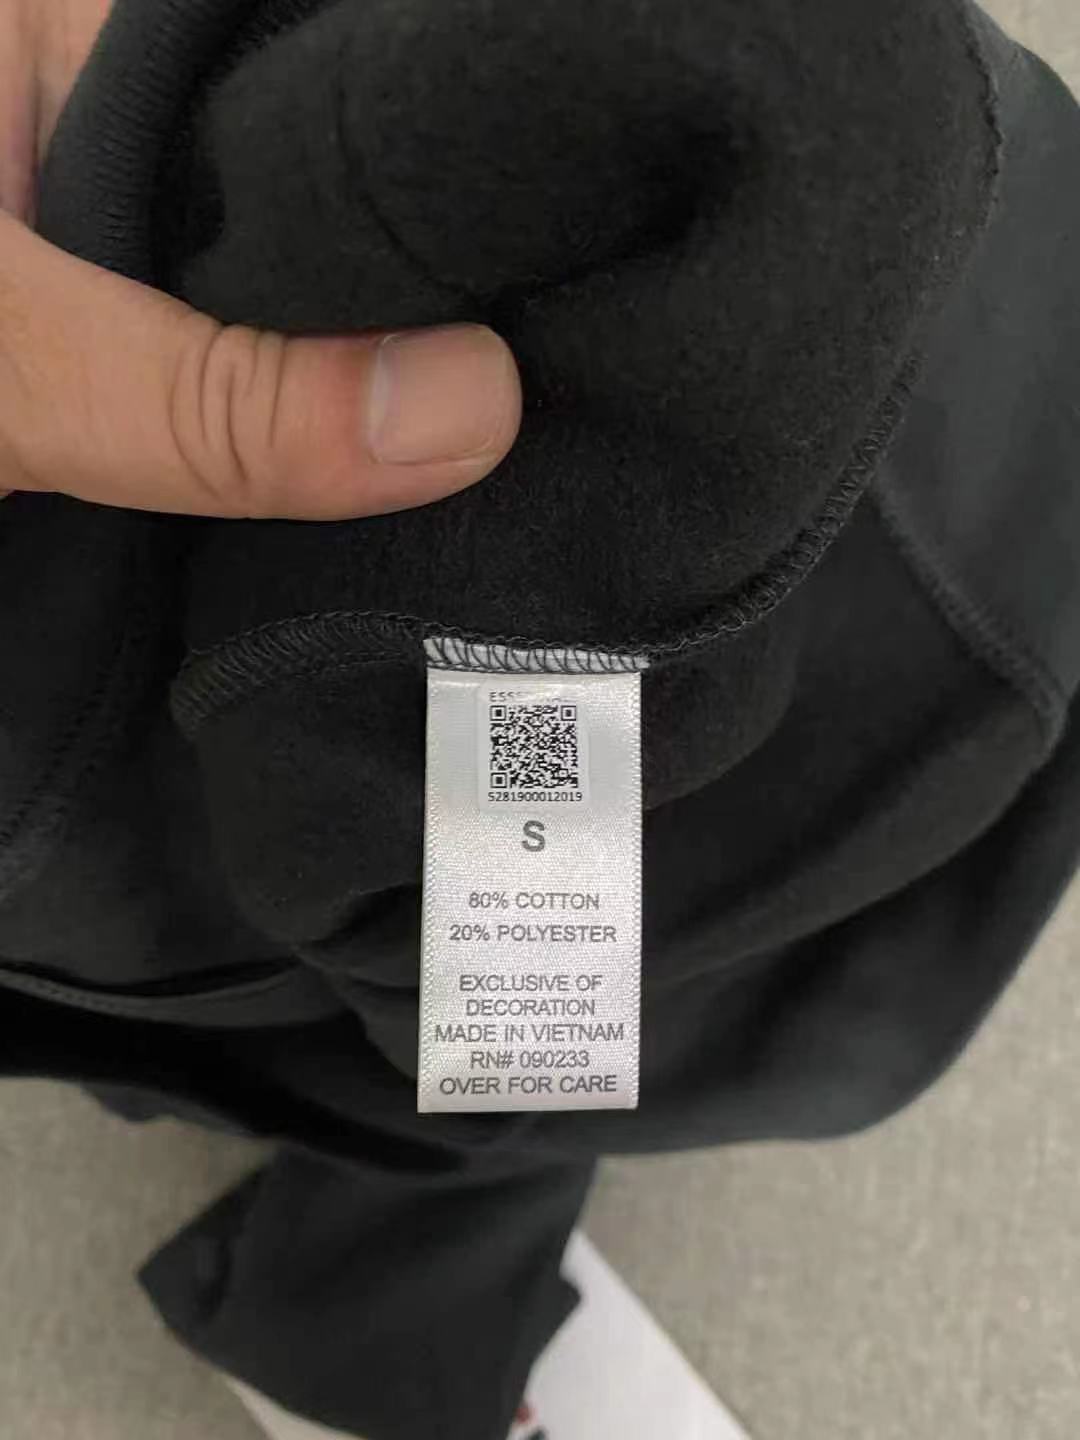 5281900012019
S
80% COTTON
20% POLYESTER
EXCLUSIVE OF
DECORATION
MADE IN VIETNAM
RN# 090233
OVER FOR CARE